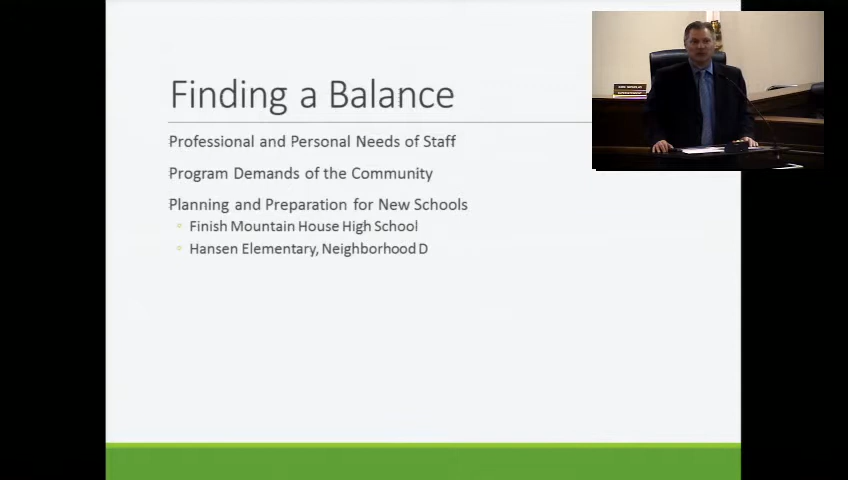 Finding a Balance
Professional and Personal Needs of Staff
Program Demands of the Community
Planning and Preparation for New Schools
Finish Mountain House High School
Hansen Elementary, Neighborhood D